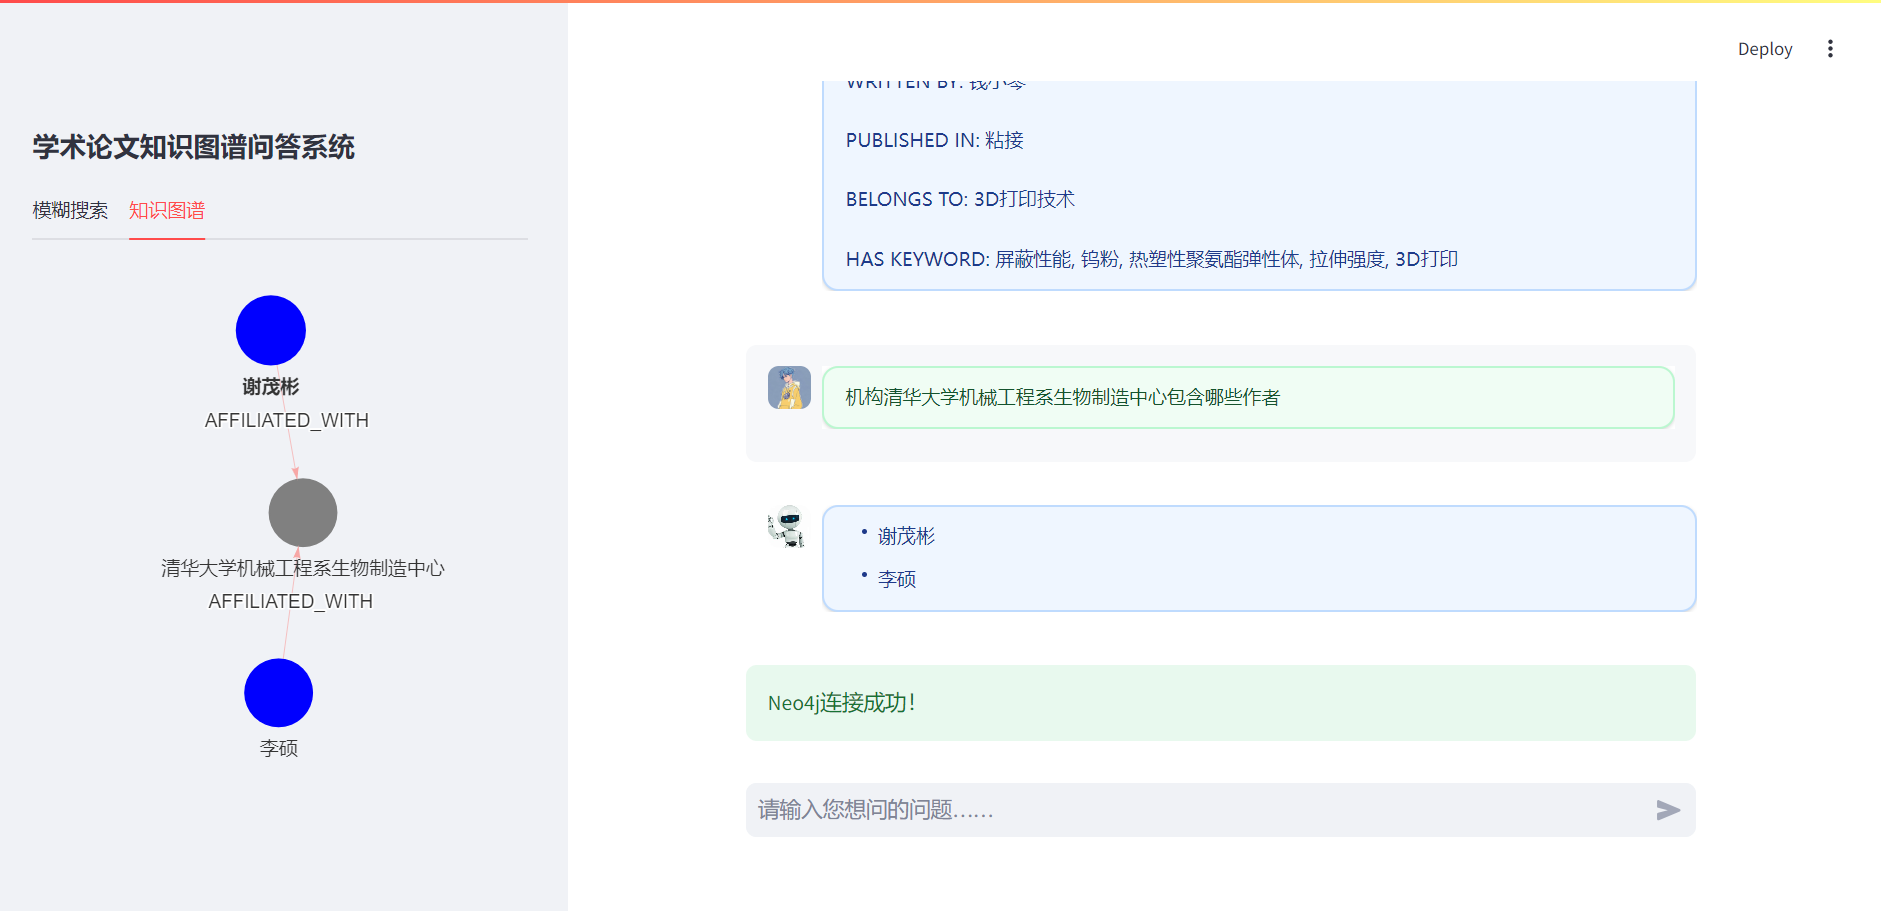 Deploy
学术论文知识图谱问答系统
模糊搜索 知识图谱
谢茂彬
AFFILIATED_WITH
清华大学机械工程系生物制造中心
AFFILIATED_WITH
李硕
WRITTEN BY: 钱小琴
PUBLISHED IN: 粘接
BELONGS TO: 3D打印技术
HAS KEYWORD: 屏蔽性能, 钨粉, 热塑性聚氨酯弹性体, 拉伸强度, 3D打印
机构清华大学机械工程系生物制造中心包含哪些作者
• 谢茂彬
• 李硕
Neo4j连接成功！
请输入您想问的问题……